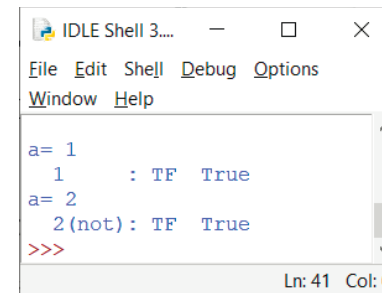 IDLE Shell 3....
File Edit Shell Debug Options
Window Help
a= 1
  1      : TF  True
a= 2
  2(not): TF  True
>>>
Ln: 41 Col: